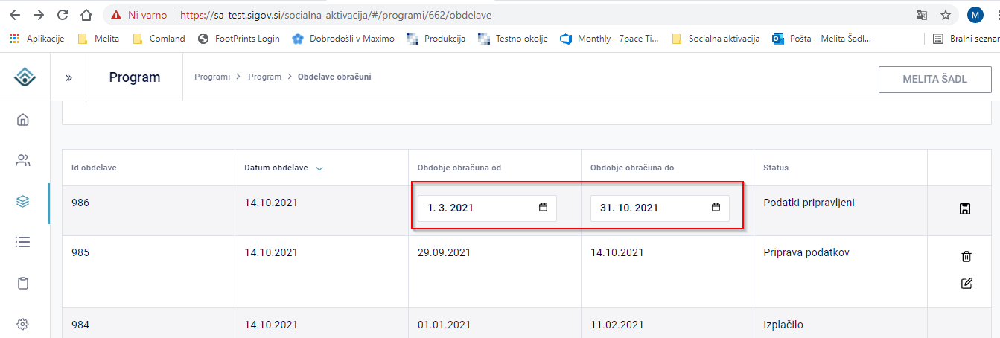 Ni varno https://sa-test.sigov.si/socialna-aktivacija/#/programi/662/obdelave M
Aplikacije Melita Comland FootPrints Login Dobrodošli v Maximo Produkcija Testno okolje Monthly - 7pace Ti... Socialna aktivacija Pošta – Melita Šadl... Bralni seznam
Program Programi Program Obdelave obračuni MELITA ŠADL
Id obdelave Datum obdelave Obdobje obračuna od Obdobje obračuna do Status
986 14.10.2021 1. 3. 2021 31. 10. 2021 Podatki pripravljeni
985 14.10.2021 29.09.2021 14.10.2021 Priprava podatkov
984 14.10.2021 01.01.2021 11.02.2021 Izplačilo